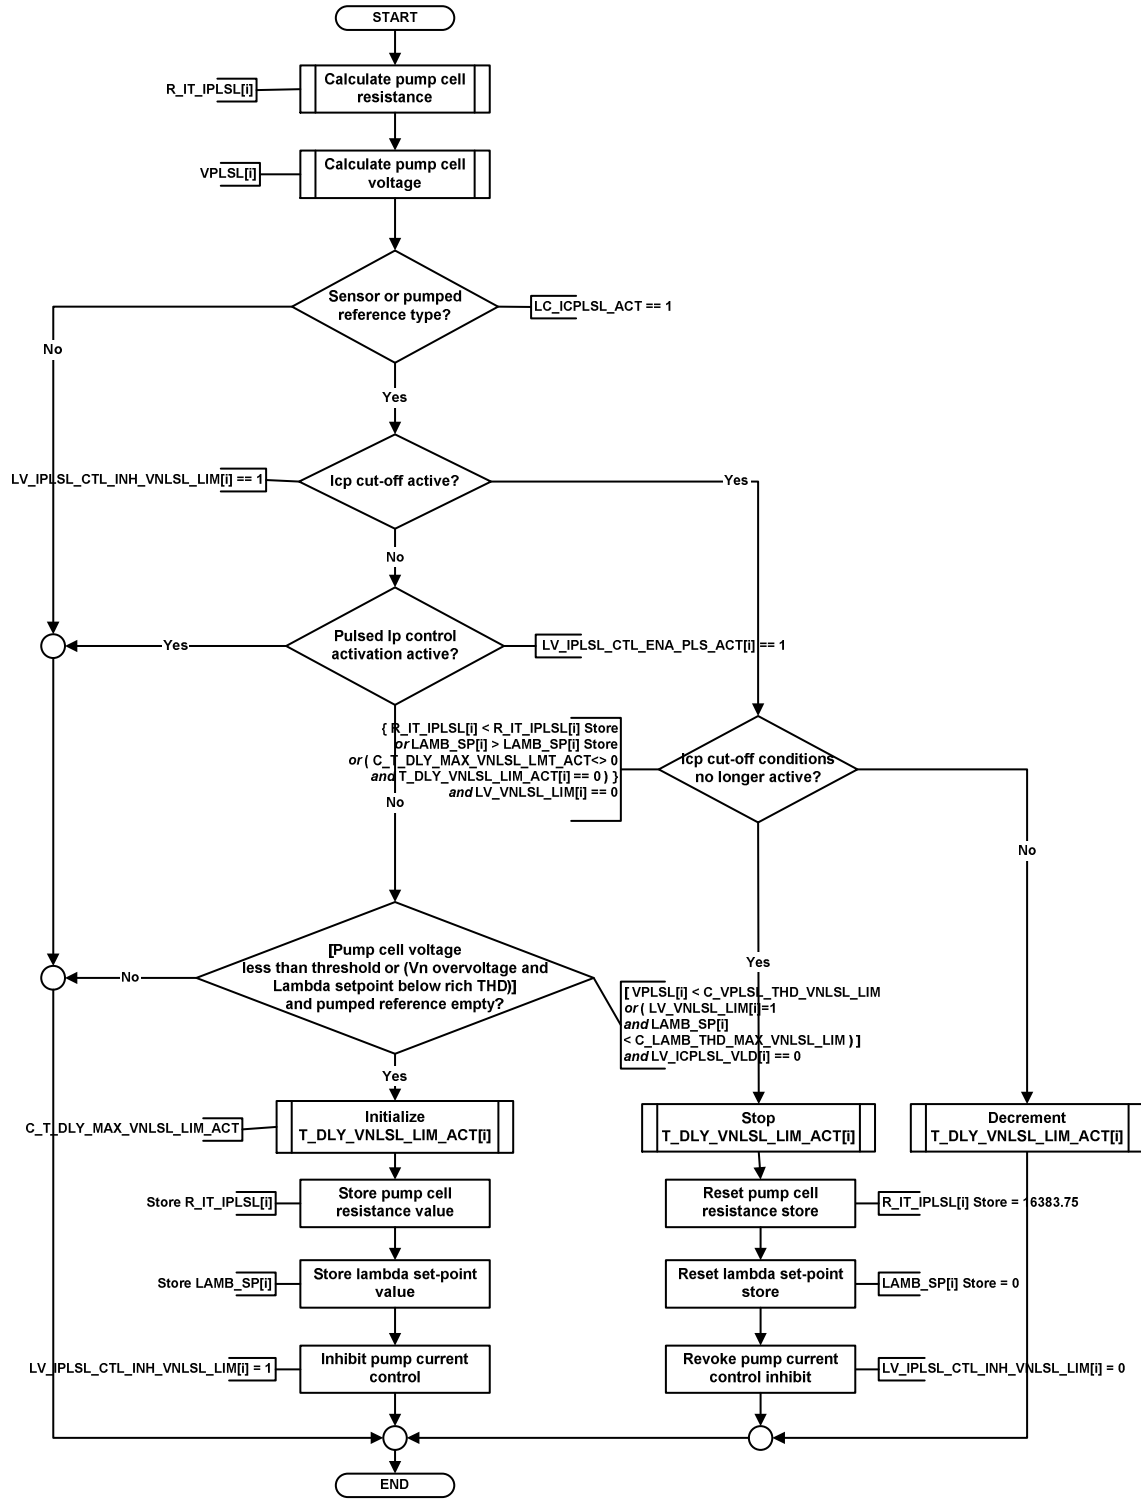 START
Calculate pump cell
resistance
R_IT_IPLSL[i]
Calculate pump cell
voltage
VPLSL[i]
Sensor or pumped
reference type?
LC_ICPLSL_ACT == 1
No
Yes
LV_IPLSL_CTL_INH_VNLSL_LIM[i] == 1
Icp cut-off active?
Yes
No
Pulsed Ip control
activation active?
Yes
LV_IPLSL_CTL_ENA_PLS_ACT[i] == 1
{ R_IT_IPLSL[i] < R_IT_IPLSL[i] Store
or LAMB_SP[i] > LAMB_SP[i] Store
or ( C_T_DLY_MAX_VNLSL_LMT_ACT<> 0
and T_DLY_VNLSL_LIM_ACT[i] == 0 ) }
and LV_VNLSL_LIM[i] == 0
Icp cut-off conditions
no longer active?
No
No
[Pump cell voltage
less than threshold or (Vn overvoltage and
Lambda setpoint below rich THD)]
and pumped reference empty?
No
Yes
[ VPLSL[i] < C_VPLSL_THD_VNLSL_LIM
or ( LV_VNLSL_LIM[i]=1
and LAMB_SP[i]
< C_LAMB_THD_MAX_VNLSL_LIM ) ]
and LV_ICPLSL_VLD[i] == 0
Yes
C_T_DLY_MAX_VNLSL_LIM_ACT
Initialize
T_DLY_VNLSL_LIM_ACT[i]
Stop
T_DLY_VNLSL_LIM_ACT[i]
Decrement
T_DLY_VNLSL_LIM_ACT[i]
Store R_IT_IPLSL[i]
Store pump cell
resistance value
Reset pump cell
resistance store
R_IT_IPLSL[i] Store = 16383.75
Store LAMB_SP[i]
Store lambda set-point
value
Reset lambda set-point
store
LAMB_SP[i] Store = 0
LV_IPLSL_CTL_INH_VNLSL_LIM[i] = 1
Inhibit pump current
control
Revoke pump current
control inhibit
LV_IPLSL_CTL_INH_VNLSL_LIM[i] = 0
END